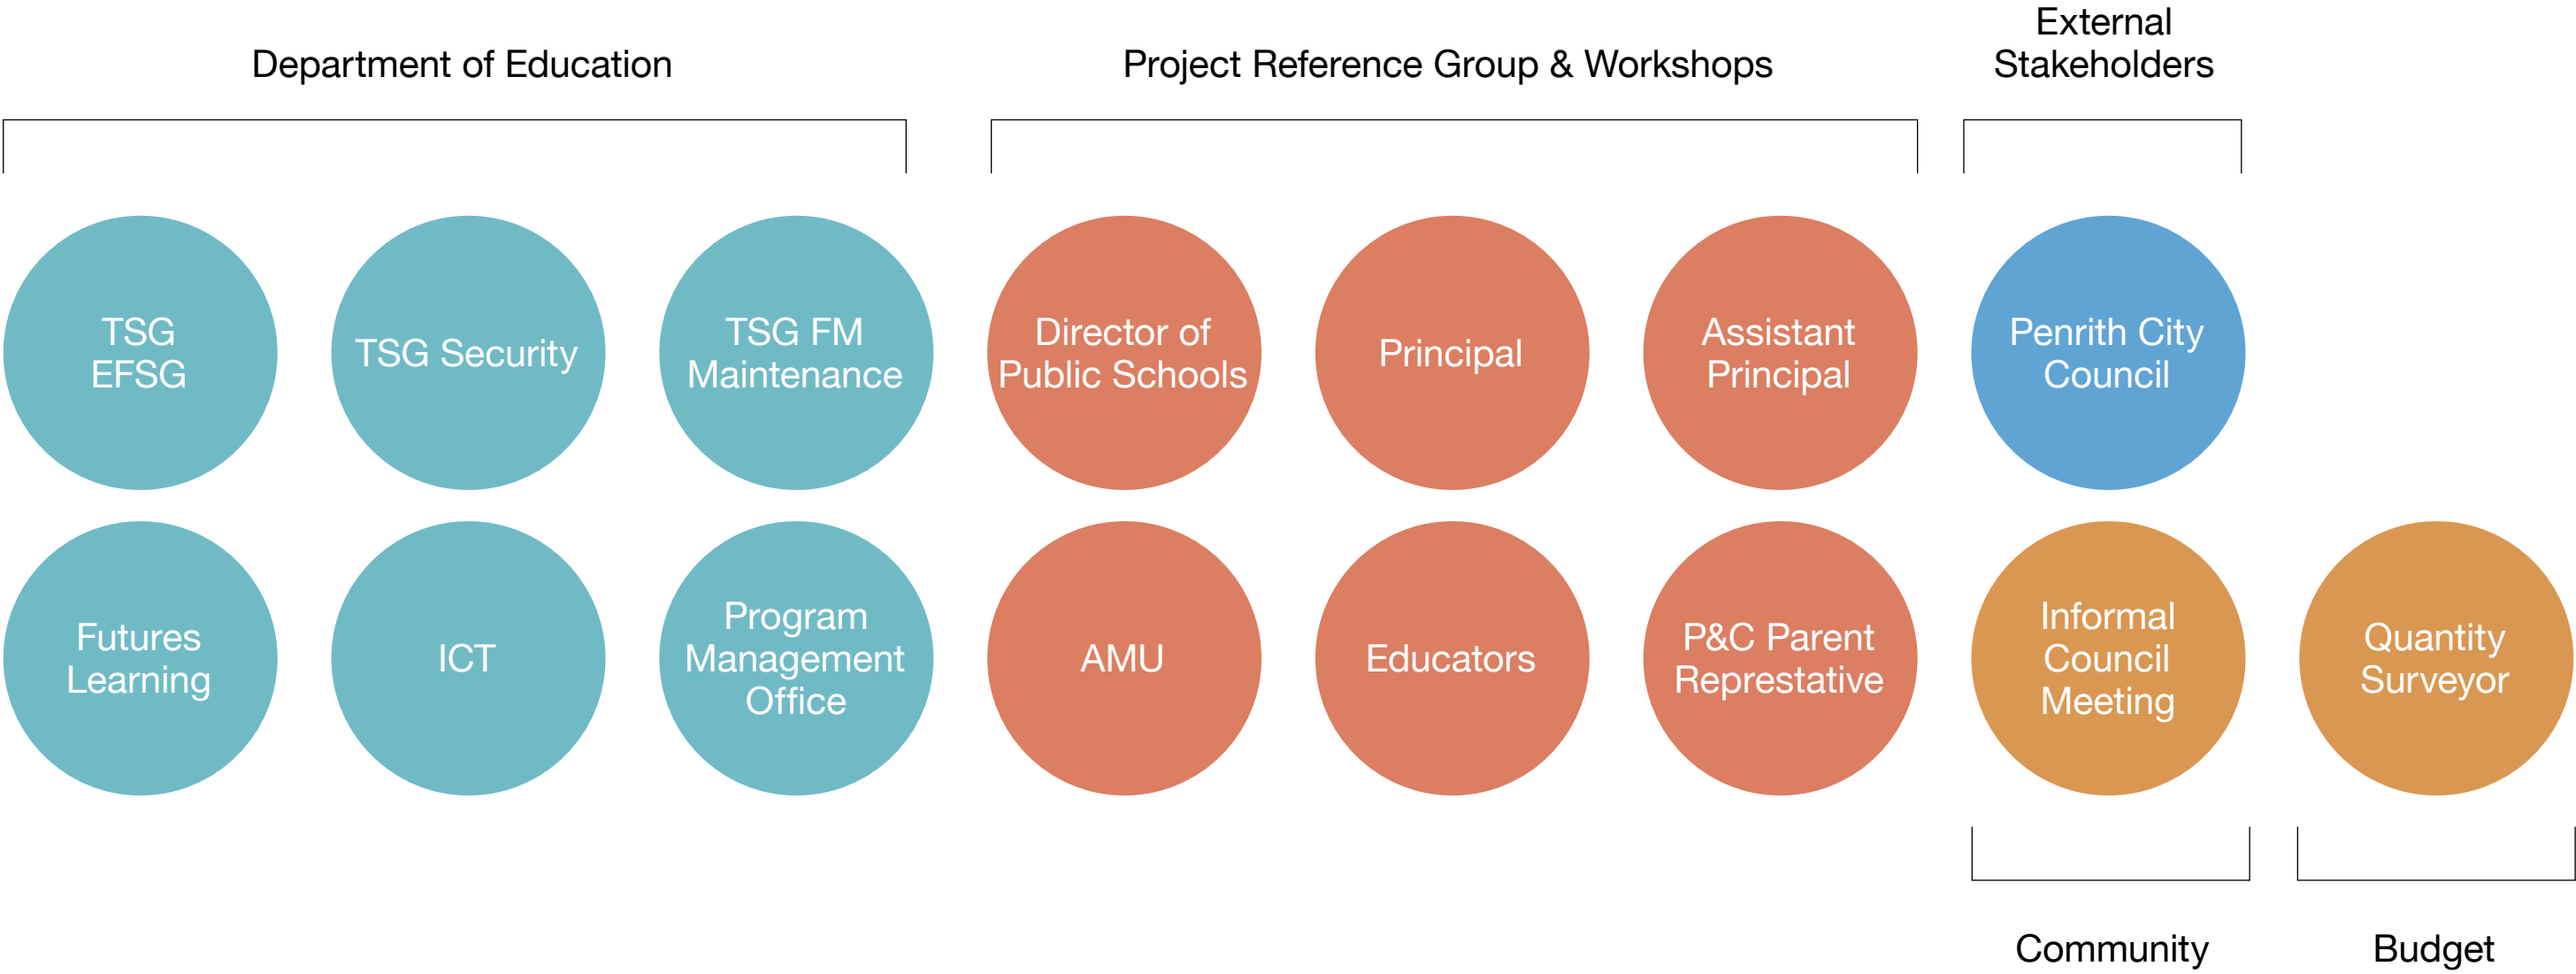 Department of Education
Project Reference Group & Workshops
External
Stakeholders
TSG
EFSG
TSG Security
TSG FM
Maintenance
Director of
Public Schools
Principal
Assistant
Principal
Penrith City
Council
Futures
Learning
ICT
Program
Management
Office
AMU
Educators
P&C Parent
Represtative
Informal
Council
Meeting
Quantity
Surveyor
Community
Budget